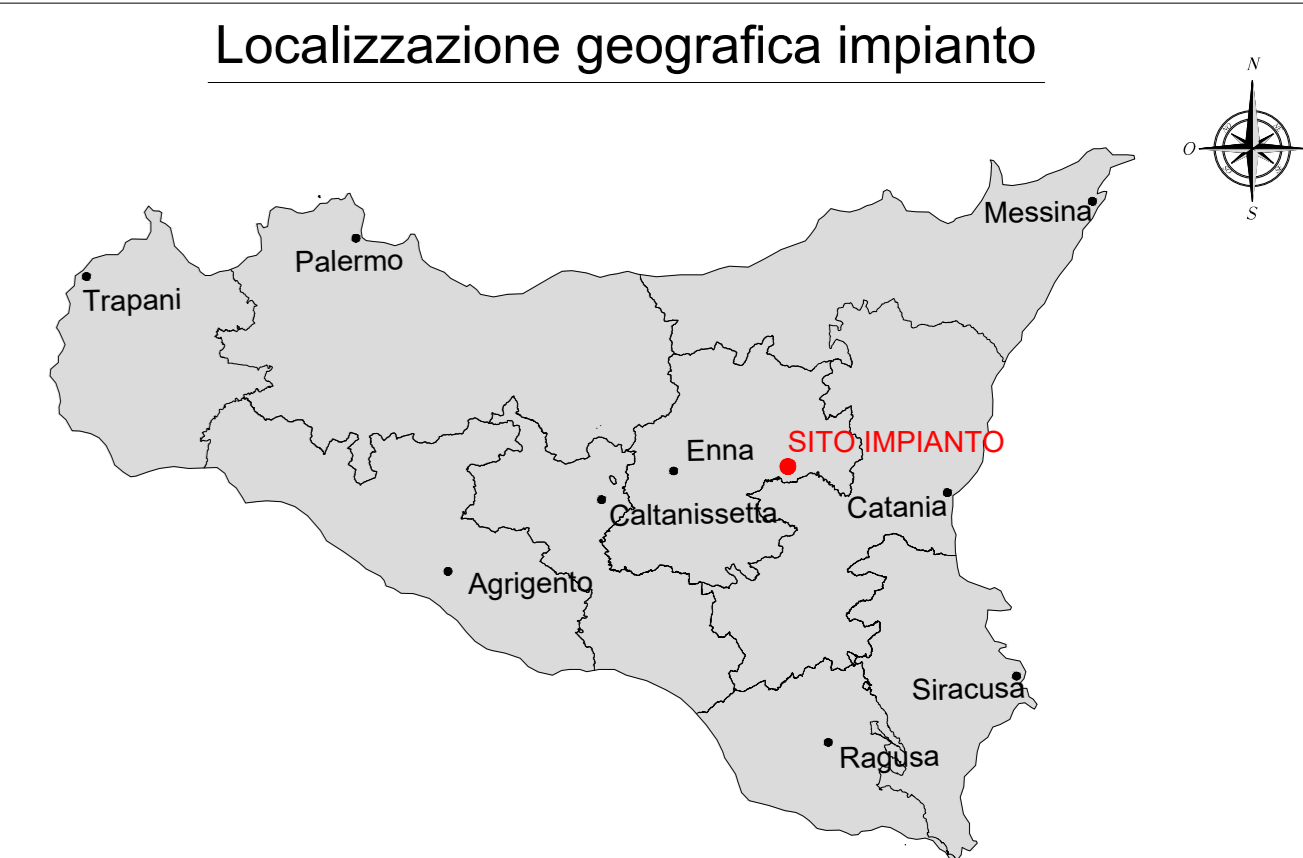 Localizzazione geografica impianto
N
O
S
Messina
Palermo
Trapani
SITO IMPIANTO
Enna
Catania
Caltanissetta
Agrigento
Siracusa
Ragusa